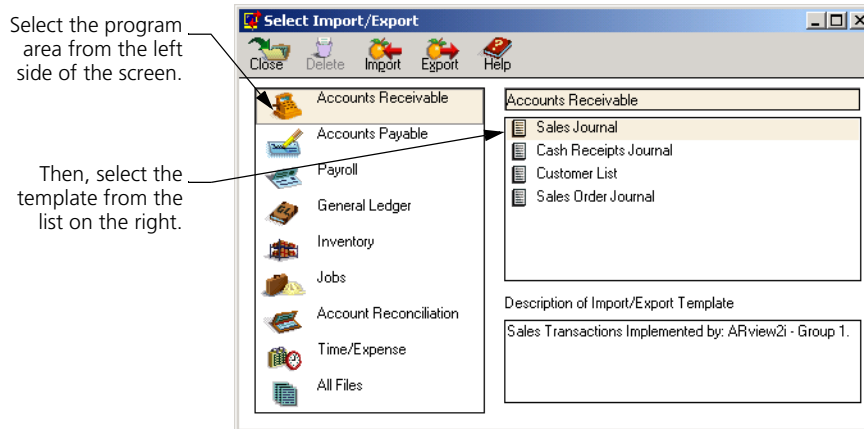 Select the program
area from the left
side of the screen.
Then, select the
template from the
list on the right.
Select Import/Export
Close Delete Import Export Help
Accounts Receivable
Accounts Payable
Payroll
General Ledger
Inventory
Jobs
Account Reconciliation
Time/Expense
All Files
Accounts Receivable
Sales Journal
Cash Receipts Journal
Customer List
Sales Order Journal
Description of Import/Export Template
Sales Transactions Implemented by: ARview2i - Group 1.